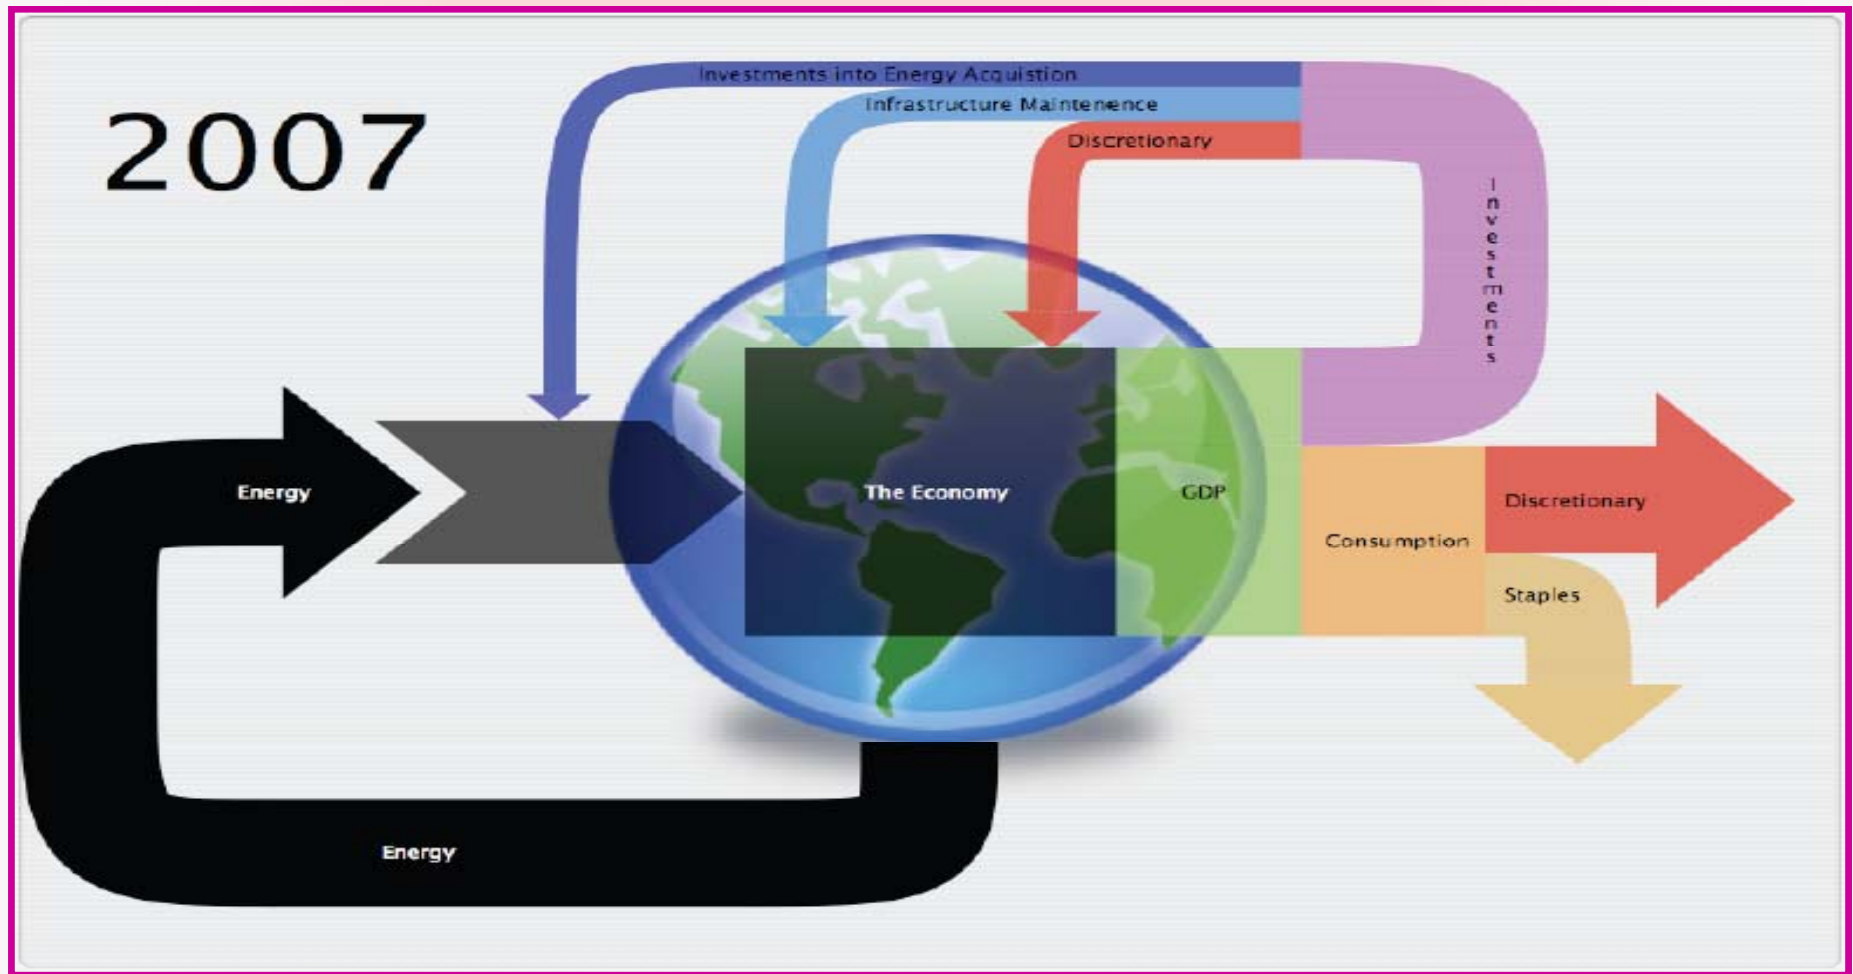 2007
Investments into Energy Acquistion
Infrastructure Maintenence
Discretionary
Investments
Energy
The Economy
GDP
Consumption
Discretionary
Staples
Energy